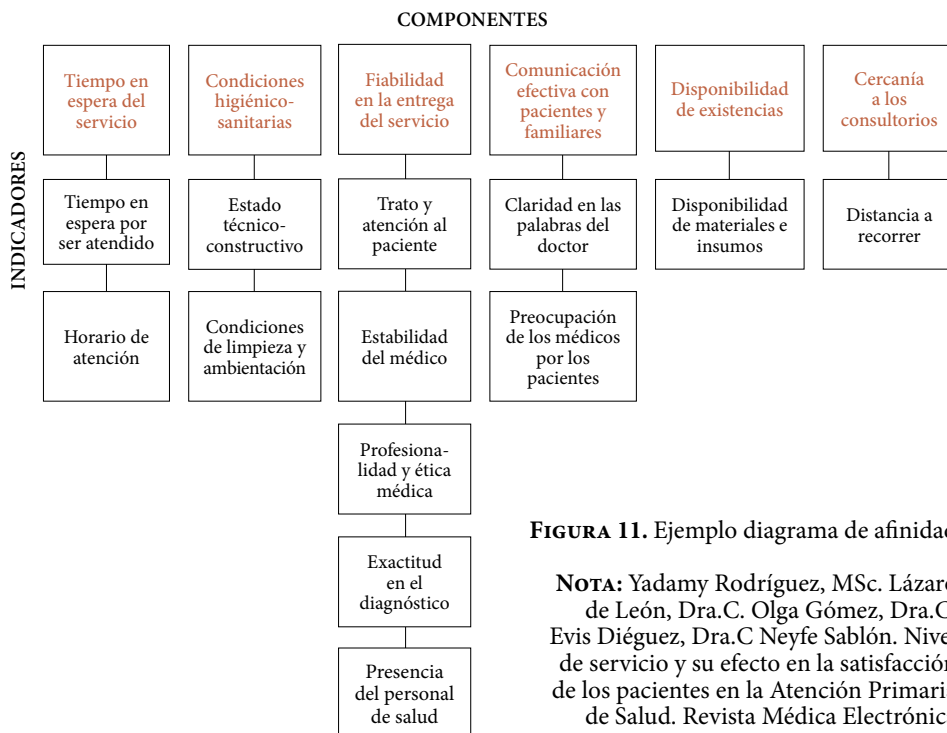 COMPONENTES
INDICADORES
Tiempo en
espera del
servicio
Tiempo en
espera por
ser atendido
Horario de
atención
Condiciones
higiénico-
sanitarias
Estado
técnico-
constructivo
Condiciones
de limpieza y
ambientación
Fiabilidad
en la entrega
del servicio
Trato y
atención al
paciente
Estabilidad
del médico
Profesiona-
lidad y ética
médica
Exactitud
en el
diagnóstico
Presencia
del personal
de salud
Comunicación
efectiva con
pacientes y
familiares
Claridad en las
palabras del
doctor
Preocupación
de los médicos
por los
pacientes
Disponibilidad
de existencias
Disponibilidad
de materiales e
insumos
Cercanía
a los
consultorios
Distancia a
recorrer
FIGURA 11. Ejemplo diagrama de afinidad
NOTA: Yadamy Rodríguez, MSc. Lázaro
de León, Dra.C. Olga Gómez, Dra.C
Evis Diéguez, Dra.C Neyfe Sablón. Nivel
de servicio y su efecto en la satisfacción
de los pacientes en la Atención Primaria
de Salud. Revista Médica Electrónic